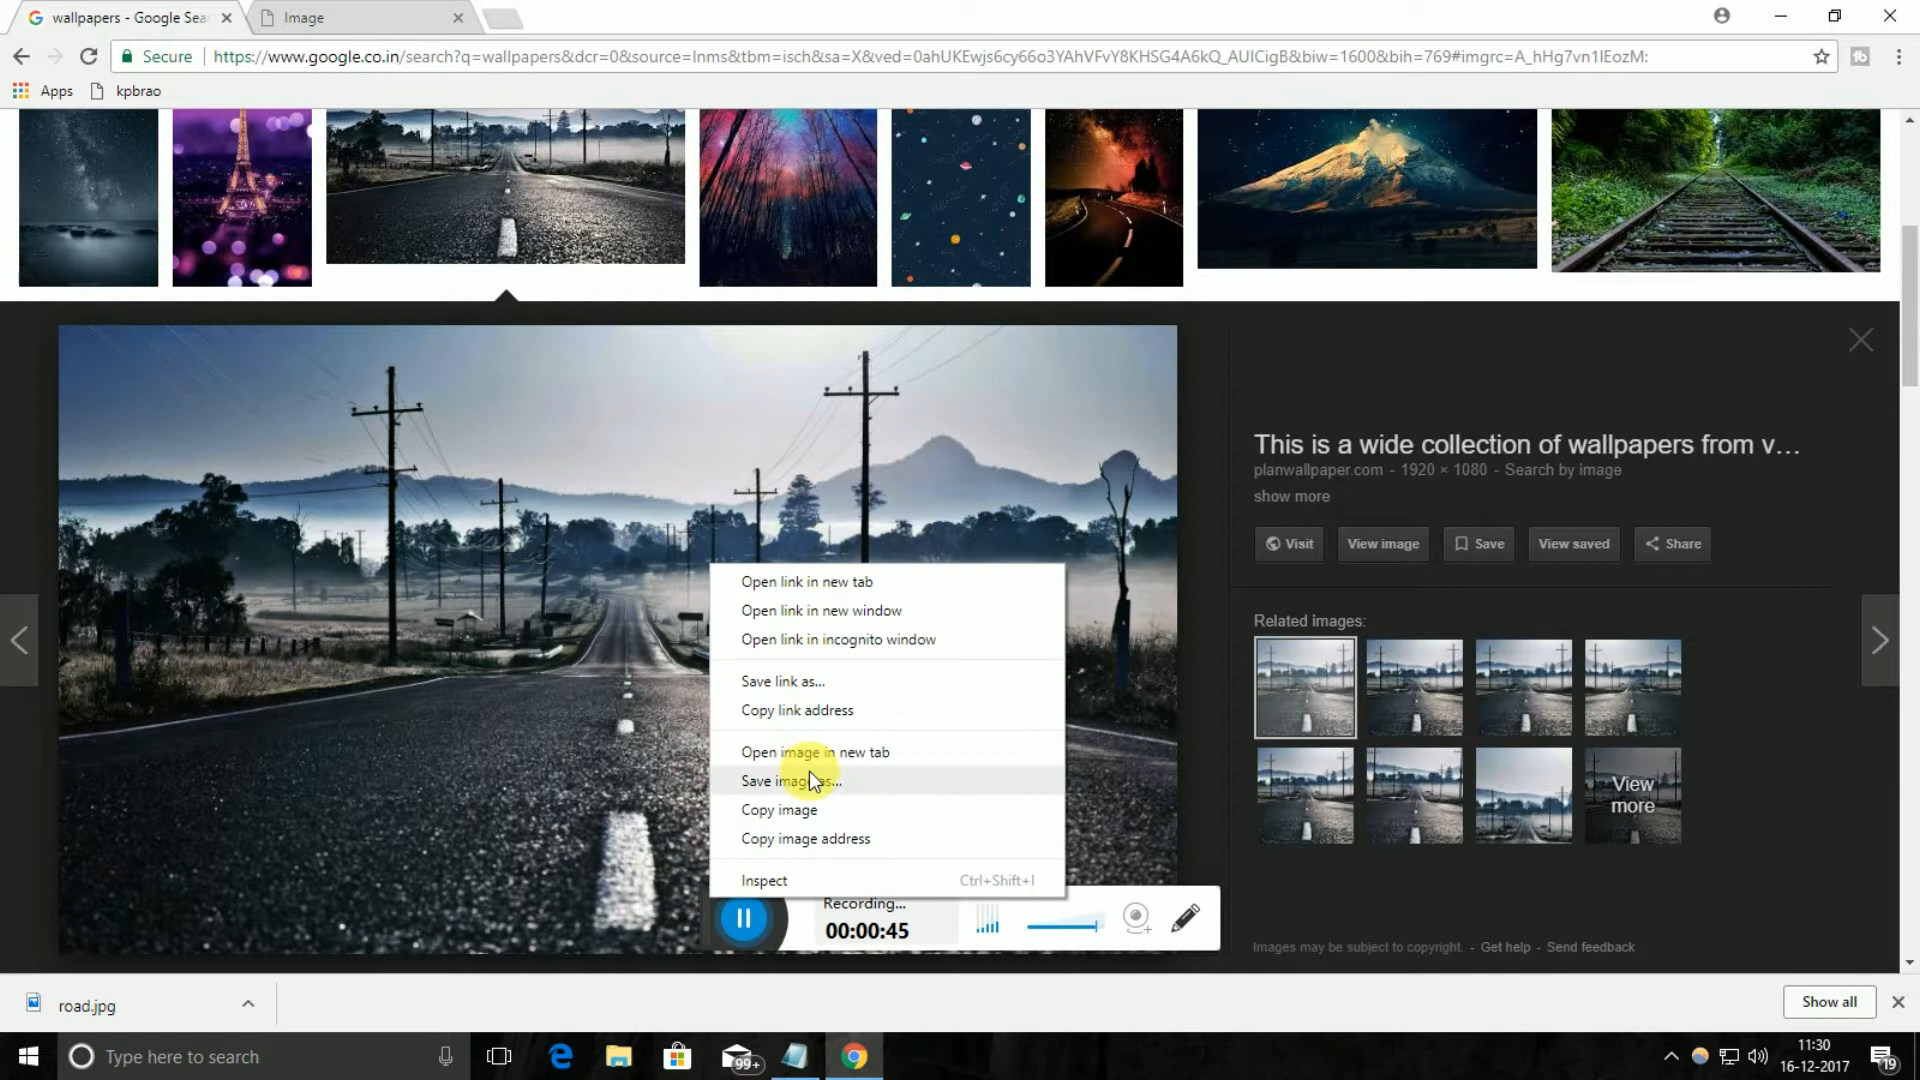 wallpapers - Google Sea
Image
Secure
https://www.google.co.in/search?q=wallpapers&dcr=0&source=lnms&tbm=isch&sa=X&ved=0ahUKEwjs6cy66o3YAhVFvY8KHSG4A6kQ_AUICigB&biw=1600&bih=769#imgrc=A_hHg7vn1IEozM:
Apps
kpbrao
This is a wide collection of wallpapers from v...
planwallpaper.com - 1920 × 1080 - Search by image
show more
Visit
View image
Save
View saved
Share
Related images:
View more
Open link in new tab
Open link in new window
Open link in incognito window
Save link as...
Copy link address
Open image in new tab
Save image as...
Copy image
Copy image address
Inspect
Ctrl+Shift+I
Recording...
00:00:45
Images may be subject to copyright. - Get help - Send feedback
road.jpg
Show all
Type here to search
99+
11:30
16-12-2017
19